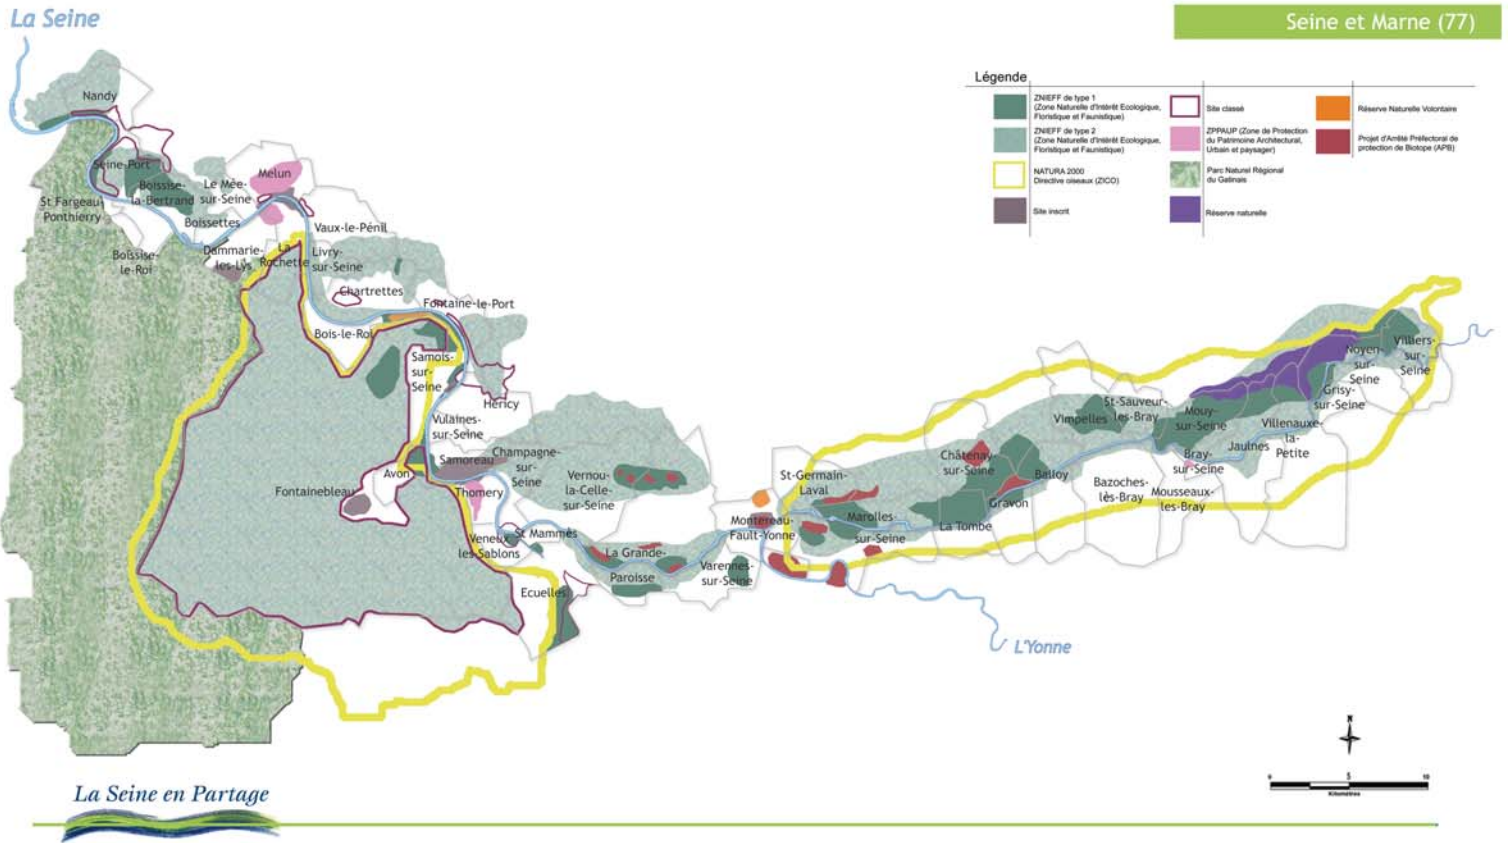 La Seine
Seine et Marne (77)
Légende
ZNIEFF de type 1
(Zone Naturelle d'Intérêt Ecologique,
Floristique et Faunistique)
ZNIEFF de type 2
(Zone Naturelle d'Intérêt Ecologique,
Floristique et Faunistique)
NATURA 2000
Directive oiseaux (ZICO)
Site inscrit
Site classé
ZPPAUP (Zone de Protection
du Patrimoine Architectural,
Urbain et paysager)
Parc Naturel Régional
du Gatinais
Réserve naturelle
Réserve Naturelle Volontaire
Projet d'Arrêté Préfectoral de
protection de Biotope (APB)
Nandy
Seine-Port
Boissise-
la-Bertrand
Le Mée-
sur-Seine
Melun
St Fargeau-
Ponthierry
Boissettes
Vaux-le-Pénil
Boissise-
le-Roi
Dammarie-
les-Lys
La
Rochette
Livry-
sur-Seine
Chartrettes
Fontaine-le-Port
Bois-le-Roi
Samois-
sur-
Seine
Héricy
Vulaines-
sur-Seine
Samoreau
Champagne-
sur-
Seine
Avon
Fontainebleau
Thomery
Vernou-
la-Celle-
sur-Seine
Veneux-
les-Sablons
St Mammès
La Grande-
Paroisse
Ecuelles
Varennes-
sur-Seine
Montereau-
Fault-Yonne
St-Germain-
Laval
Marolles-
sur-Seine
La Tombe
Châtenay-
sur-Seine
Gravon
Balloy
Vimpelles
St-Sauveur-
lès-Bray
Bazoches-
lès-Bray
Mousseaux-
les-Bray
Mouy-
sur-Seine
Bray-
sur-Seine
Jaulnes
Villenauxe-
la-
Petite
Grisy-
sur-Seine
Noyen-
sur-
Seine
Villiers-
sur-
Seine
L'Yonne
N
0 5 10
Kilomètres
La Seine en Partage